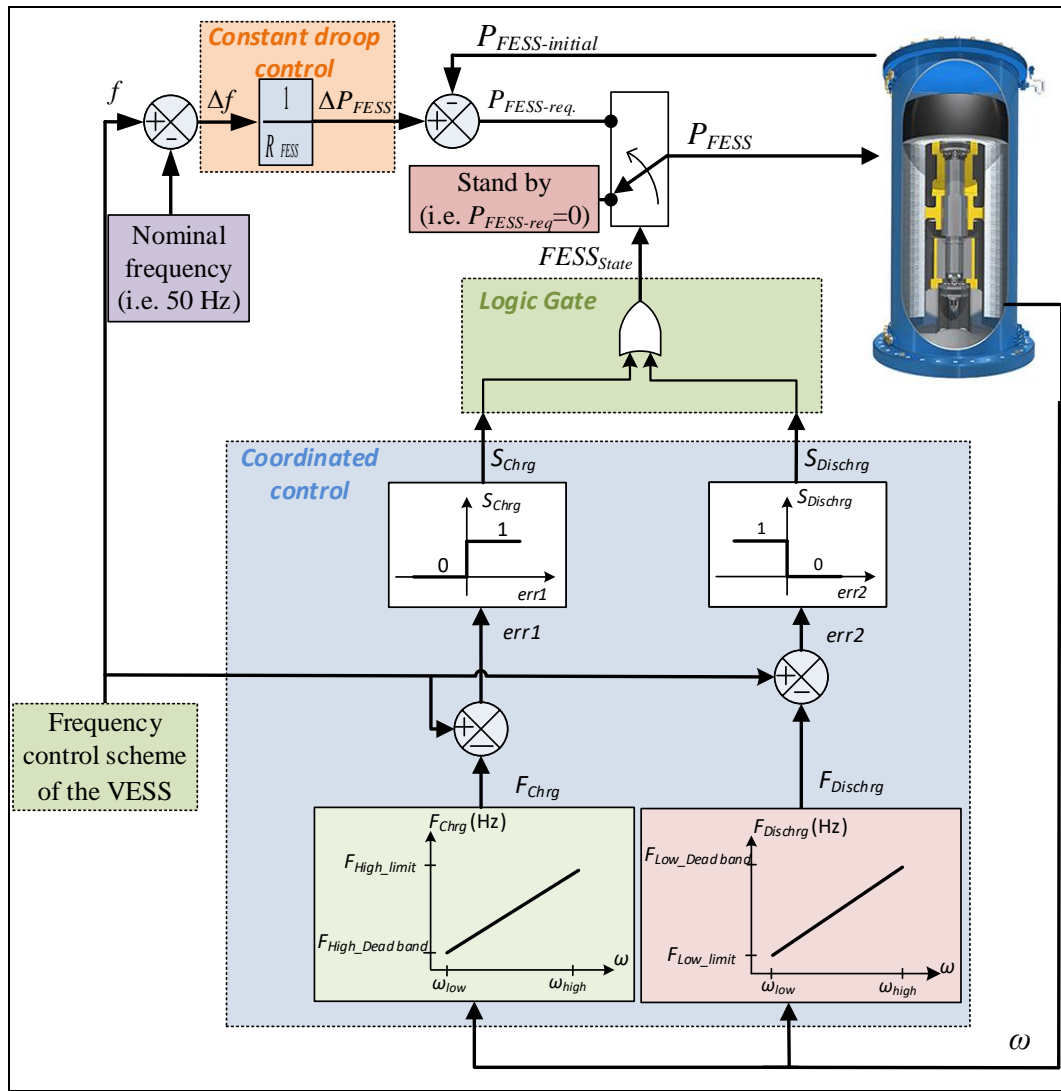 Constant droop
control
P_FESS-initial
f
Δf
1
R FESS
ΔP_FESS
P_FESS-req.
P_FESS
+
-
+
-
Stand by
(i.e. P_FESS-req=0)
Nominal
frequency
(i.e. 50 Hz)
FESS_State
Logic Gate
Coordinated
control
S_Chrg
S_Dischrg
S_Chrg
1
0
err1
S_Dischrg
1
0
err2
err1
err2
+
-
+
-
Frequency
control scheme
of the VESS
F_Chrg
F_Dischrg
F_Chrg (Hz)
F_High_limit
F_High_Dead band
ω_low
ω_high
ω
F_Dischrg (Hz)
F_Low_Dead band
F_Low_limit
ω_low
ω_high
ω
ω